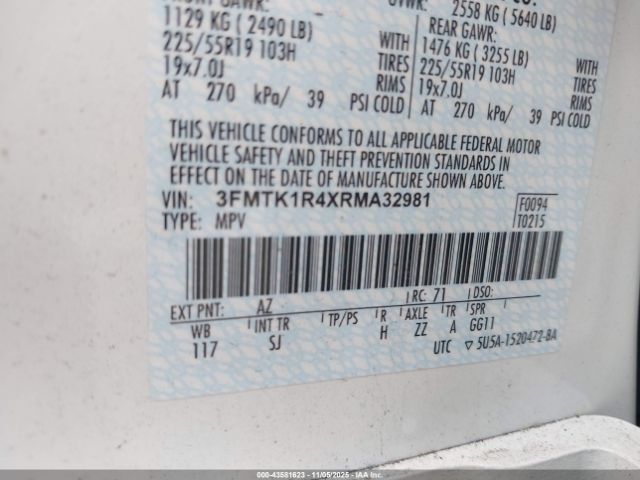 1129 KG (2490 LB)
225/55R19 103H
19x7.0J
WITH
TIRES
RIMS
AT 270 kPa/ 39 PSI COLD
2558 KG (5640 LB)
REAR GAWR:
1476 KG (3255 LB)
225/55R19 103H
19x7.0J
WITH
TIRES
RIMS
AT 270 kPa/ 39 PSI COLD
THIS VEHICLE CONFORMS TO ALL APPLICABLE FEDERAL MOTOR
VEHICLE SAFETY AND THEFT PREVENTION STANDARDS IN
EFFECT ON THE DATE OF MANUFACTURE SHOWN ABOVE.
VIN: 3FMTK1R4XRMA32981
TYPE: MPV
F0094
T0215
EXT PNT: AZ RC: 71 DSO:
WB INT TR TP/PS R AXLE TR SPR
117 SJ H ZZ A GG11
UTC ▽ 5U5A-1520472-BA
000-43581623 - 11/05/2025 - IAAI.COM